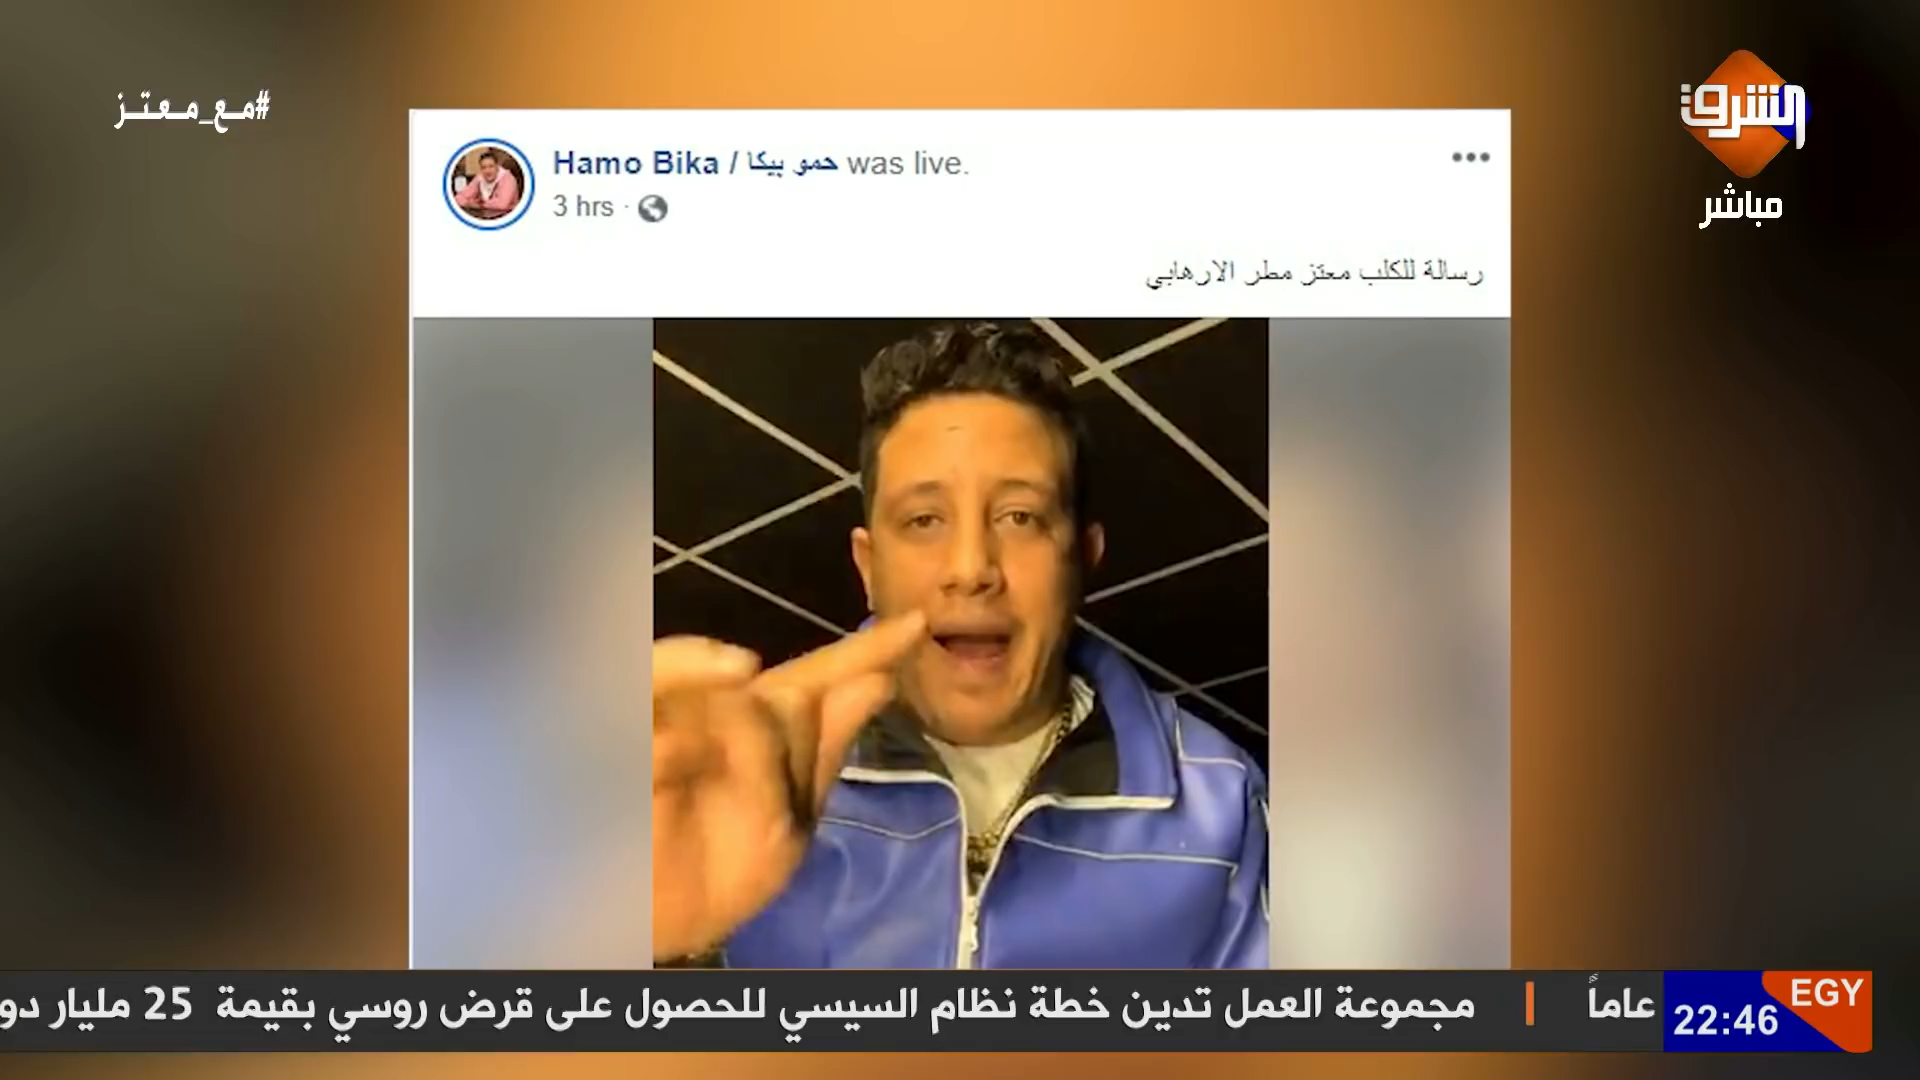 #مع_معتز
الشرق
مباشر
Hamo Bika / حمو بيكا was live.
3 hrs ·
رسالة للكلب معتز مطر الارهابي
عاماً | مجموعة العمل تدين خطة نظام السيسي للحصول على قرض روسي بقيمة 25 مليار دو
EGY
22:46